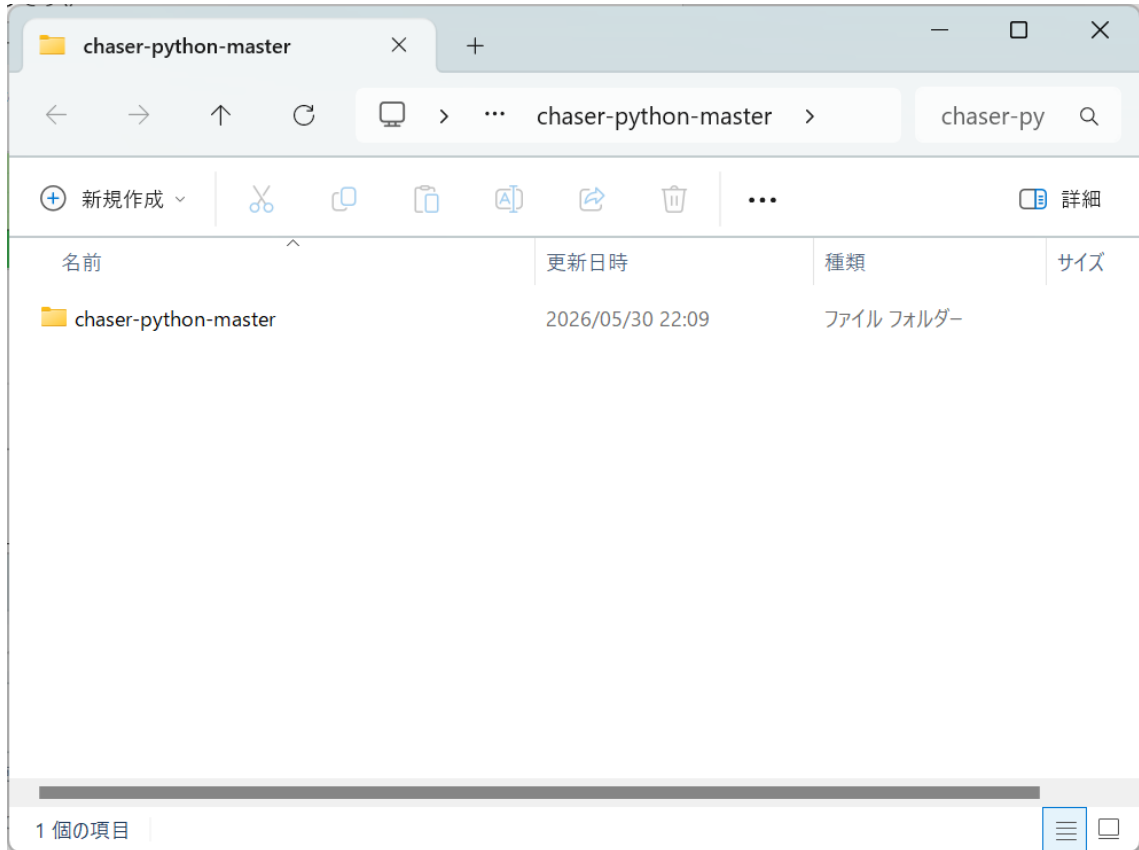 chaser-python-master
chaser-python-master
chaser-py
新規作成
詳細
名前 更新日時 種類 サイズ
chaser-python-master 2026/05/30 22:09 ファイル フォルダー
1 個の項目